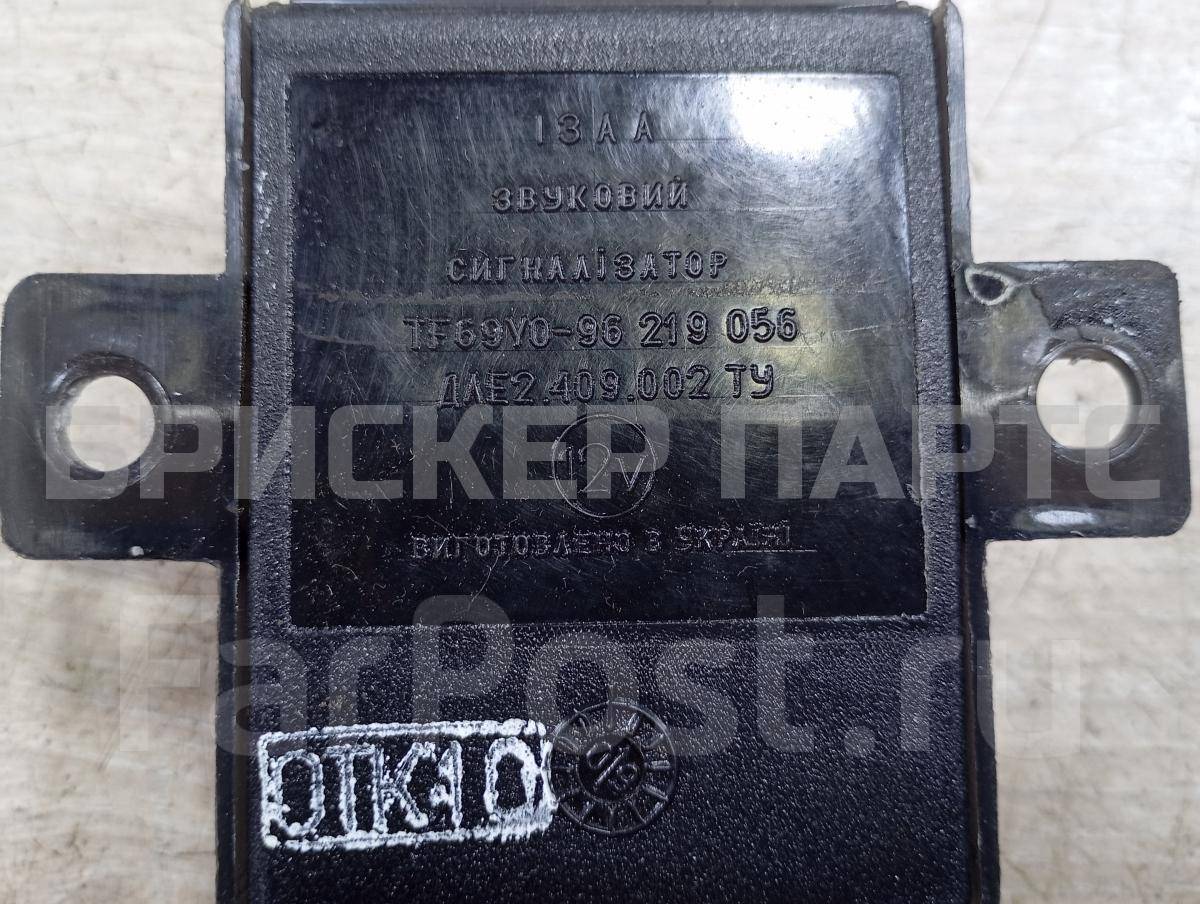 ІЗАА
ЗВУКОВИЙ
СИГНАЛІЗАТОР
TF69Y0-96 219 056
ДЛЕ2.409.002 ТУ
12V
ВИГОТОВЛЕНО В УКРАЇНІ
БРИСКЕР ПАРТС
FarPost.ru
ОТК10